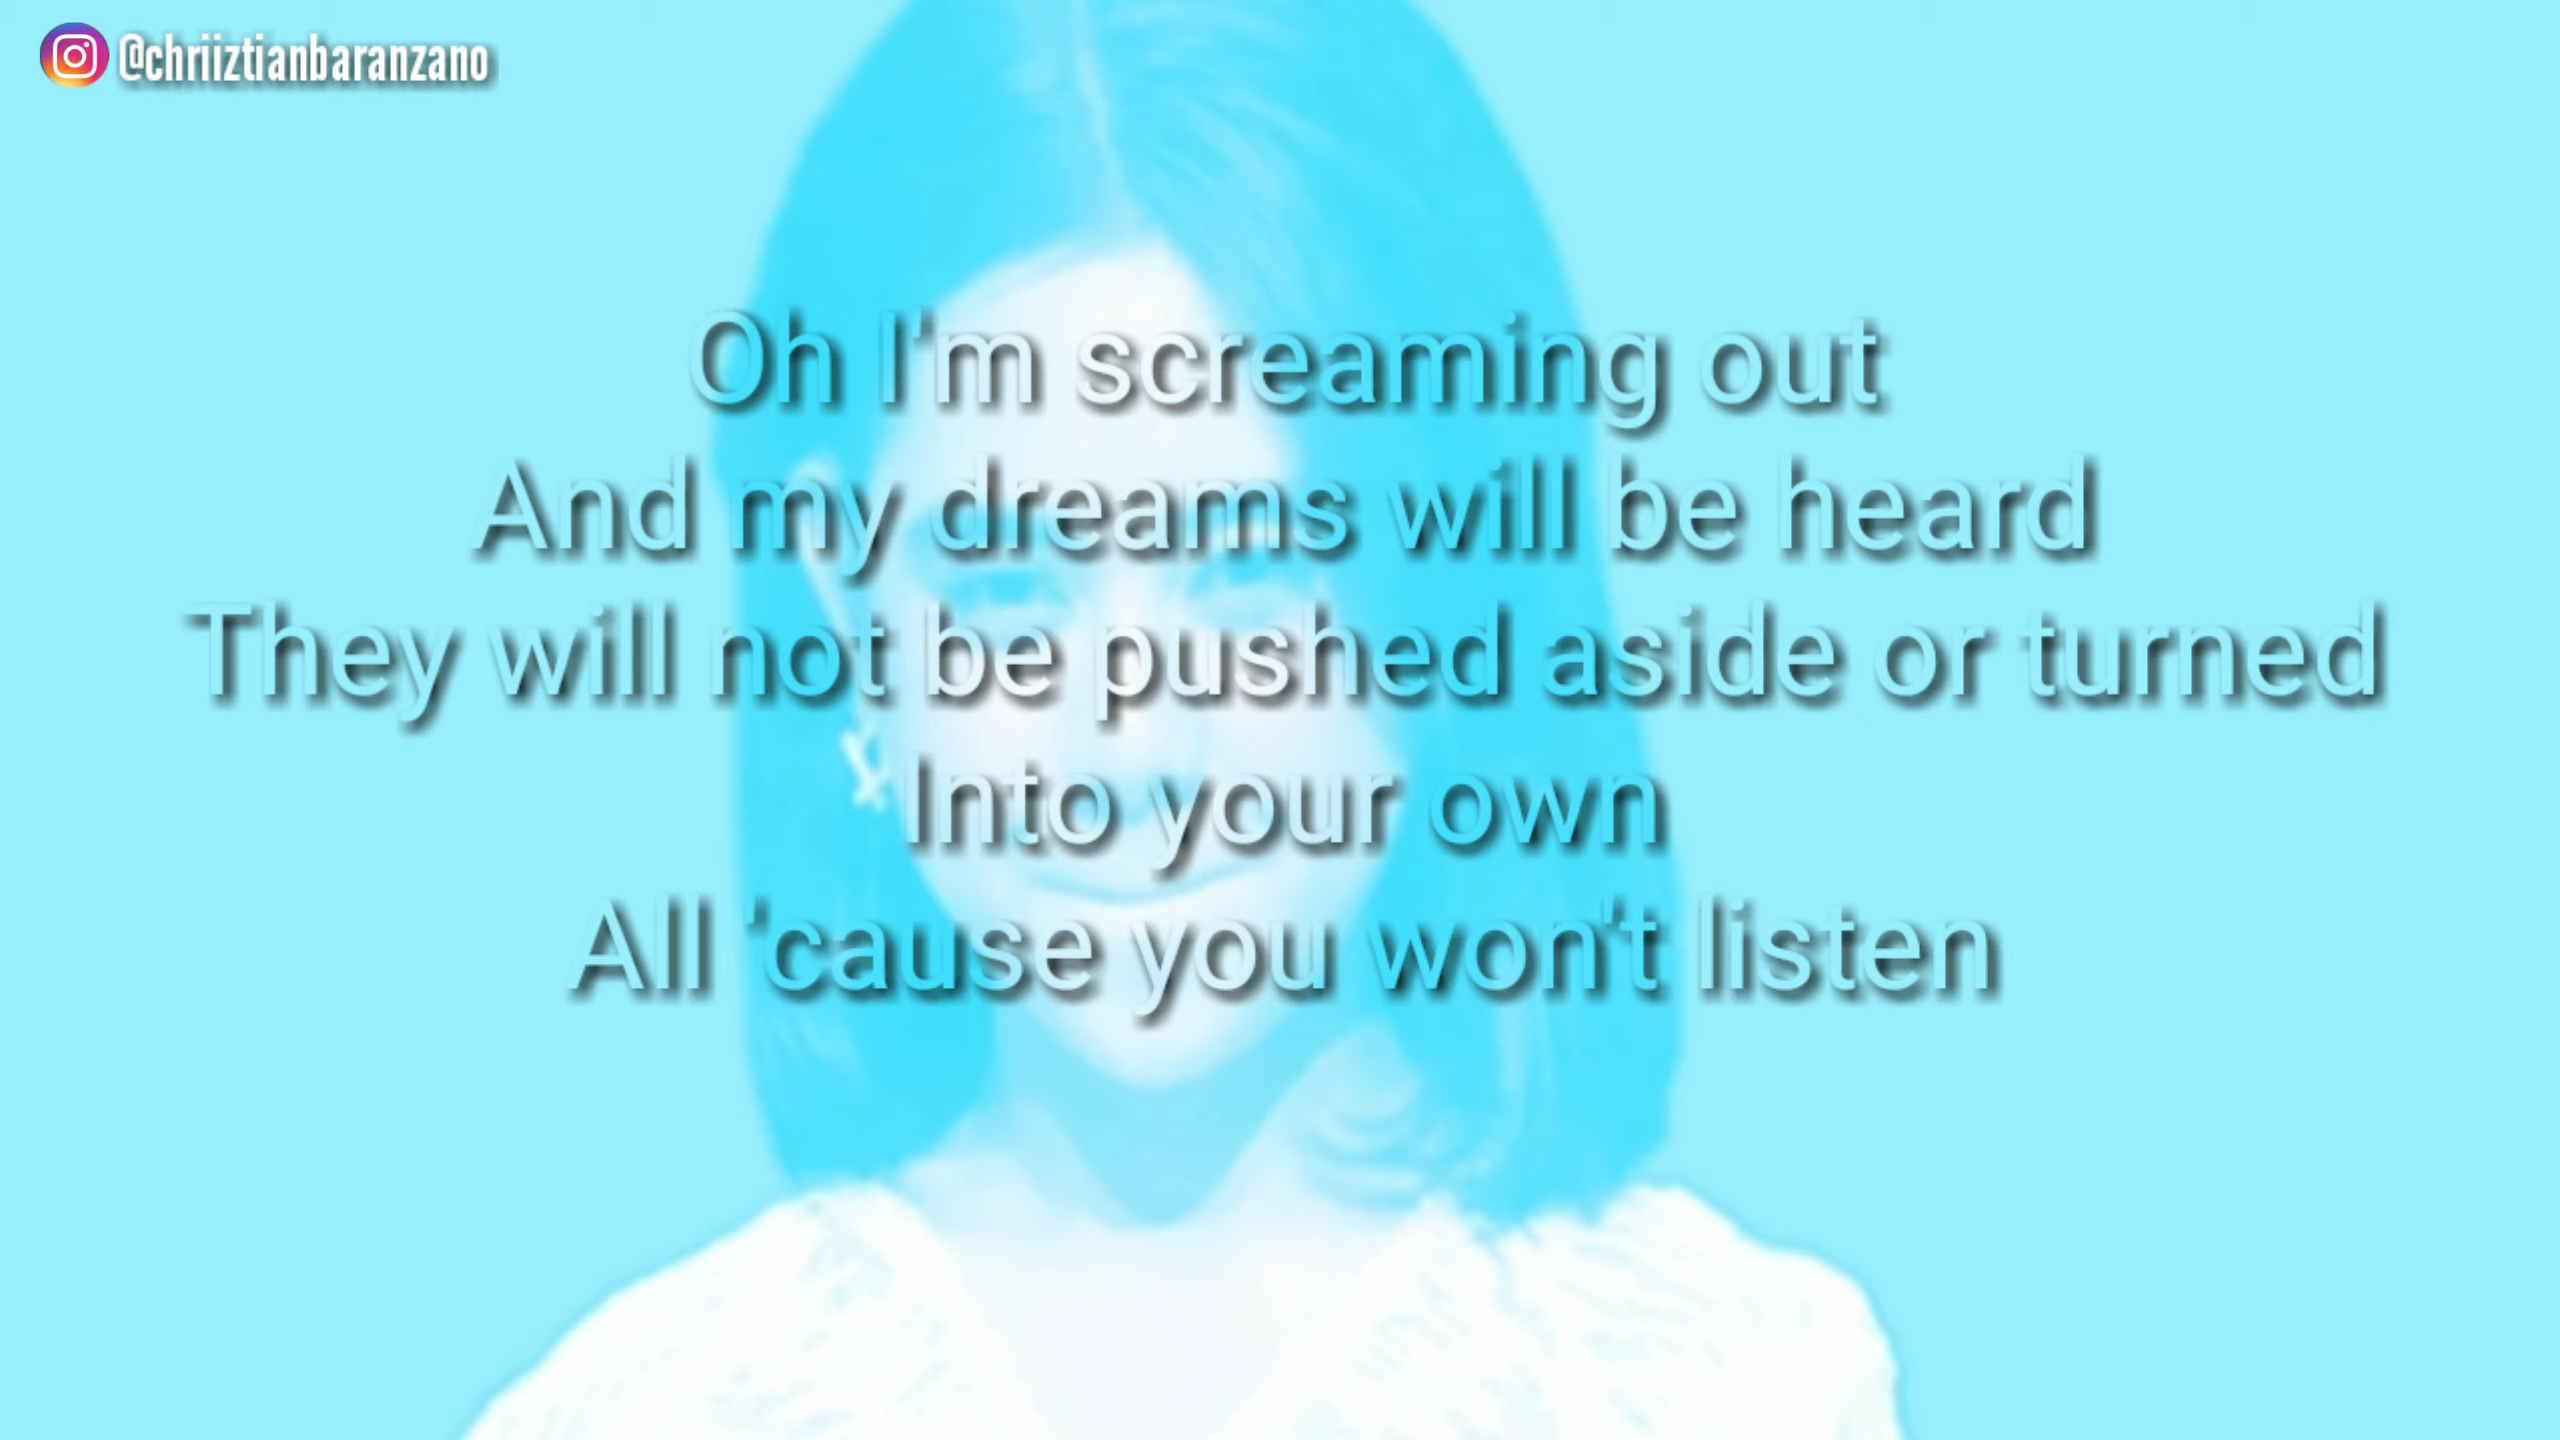 @chriiztianbaranzano
Oh I'm screaming out
And my dreams will be heard
They will not be pushed aside or turned
Into your own
All 'cause you won't listen